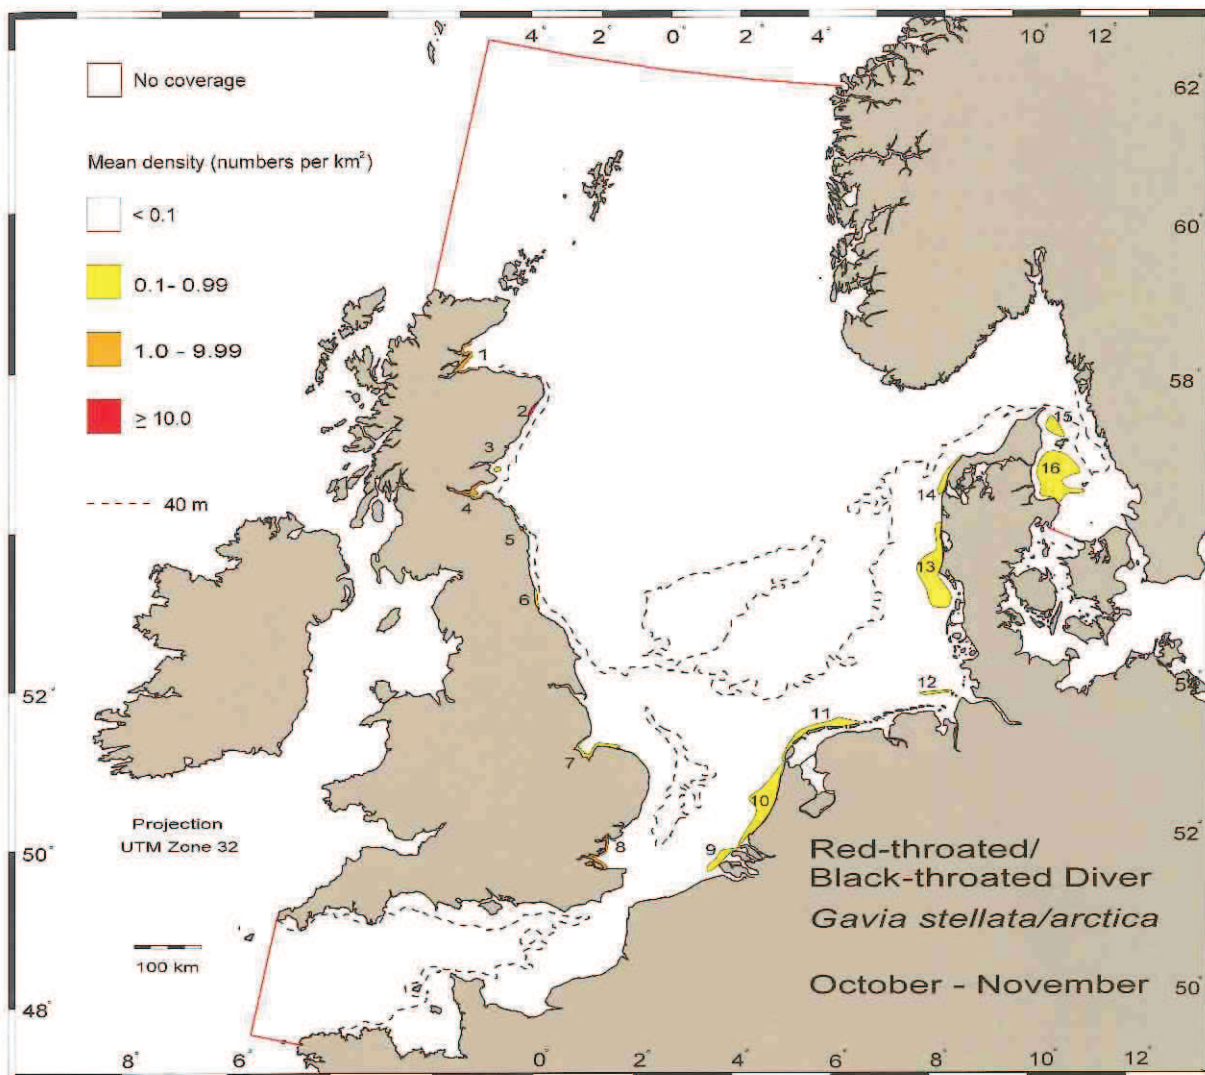 4° 2° 0° 2° 4° 10° 12°
No coverage
62°
Mean density (numbers per km²)
< 0.1
60°
0.1- 0.99
1.0 - 9.99
1
58°
≥ 10.0
2
15
3
16
40 m
4
14
5
13
6
52°
12
11
7
10
Projection
UTM Zone 32
52°
50°
8
9
Red-throated/
Black-throated Diver
Gavia stellata/arctica
100 km
October - November
50°
48°
8° 6° 0° 2° 4° 6° 8° 10° 12°